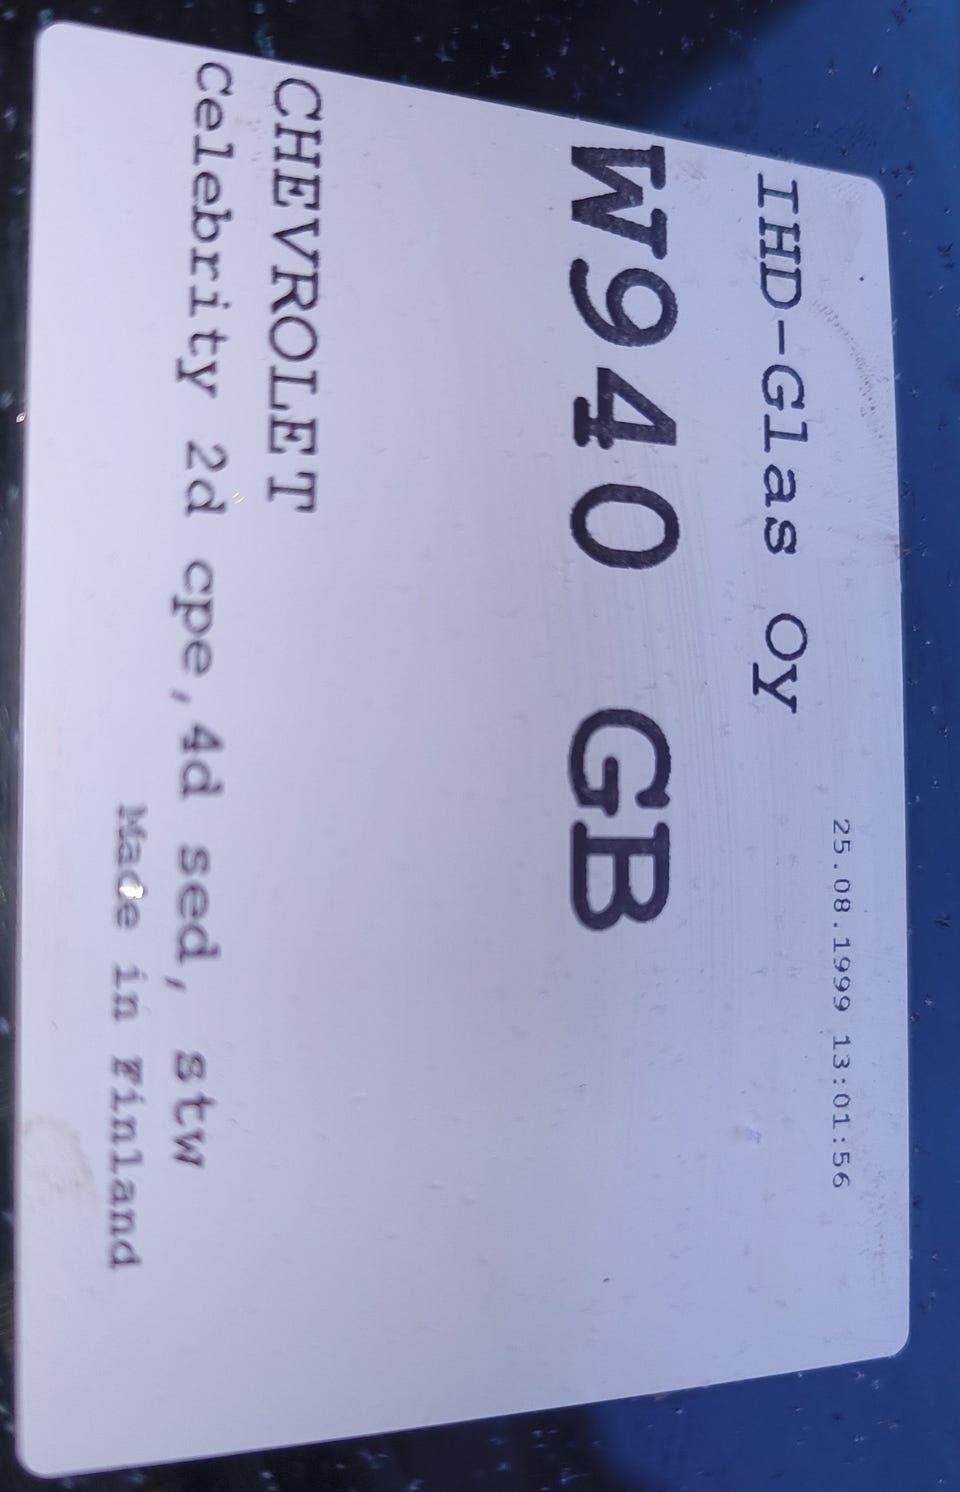 25.08.1999 13:01:56
IHD-Glas Oy
W940 GB
CHEVROLET
Celebrity 2d cpe,4d sed, stw
Made in Finland